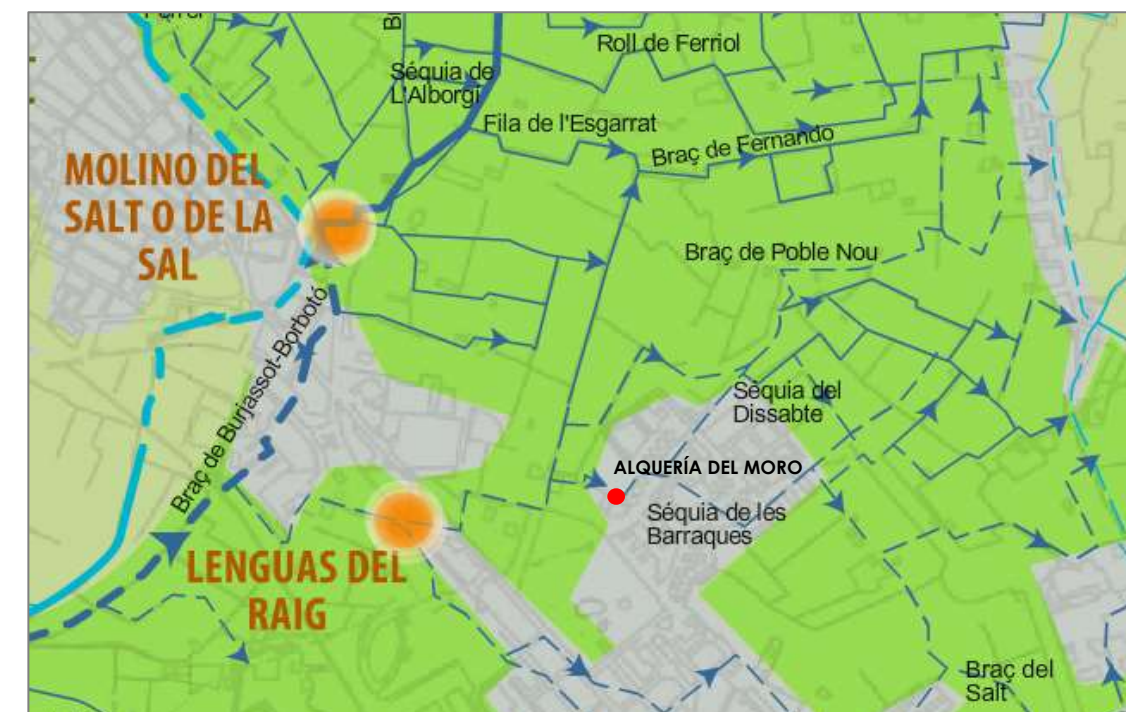 Roll de Ferriol
Séquia de
L'Alborgí
Fila de l'Esgarrat
Braç de Fernando
MOLINO DEL
SALT O DE LA
SAL
Braç de Poble Nou
Braç de Burjassot-Borbotó
Séquia del
Dissabte
ALQUERÍA DEL MORO
Séquia de les
Barraques
LENGUAS DEL
RAIG
Braç del
Salt